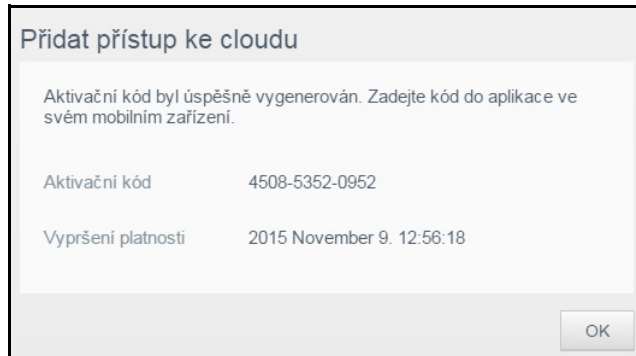 Přidat přístup ke cloudu
Aktivační kód byl úspěšně vygenerován. Zadejte kód do aplikace ve
svém mobilním zařízení.
Aktivační kód 4508-5352-0952
Vypršení platnosti 2015 November 9. 12:56:18
OK